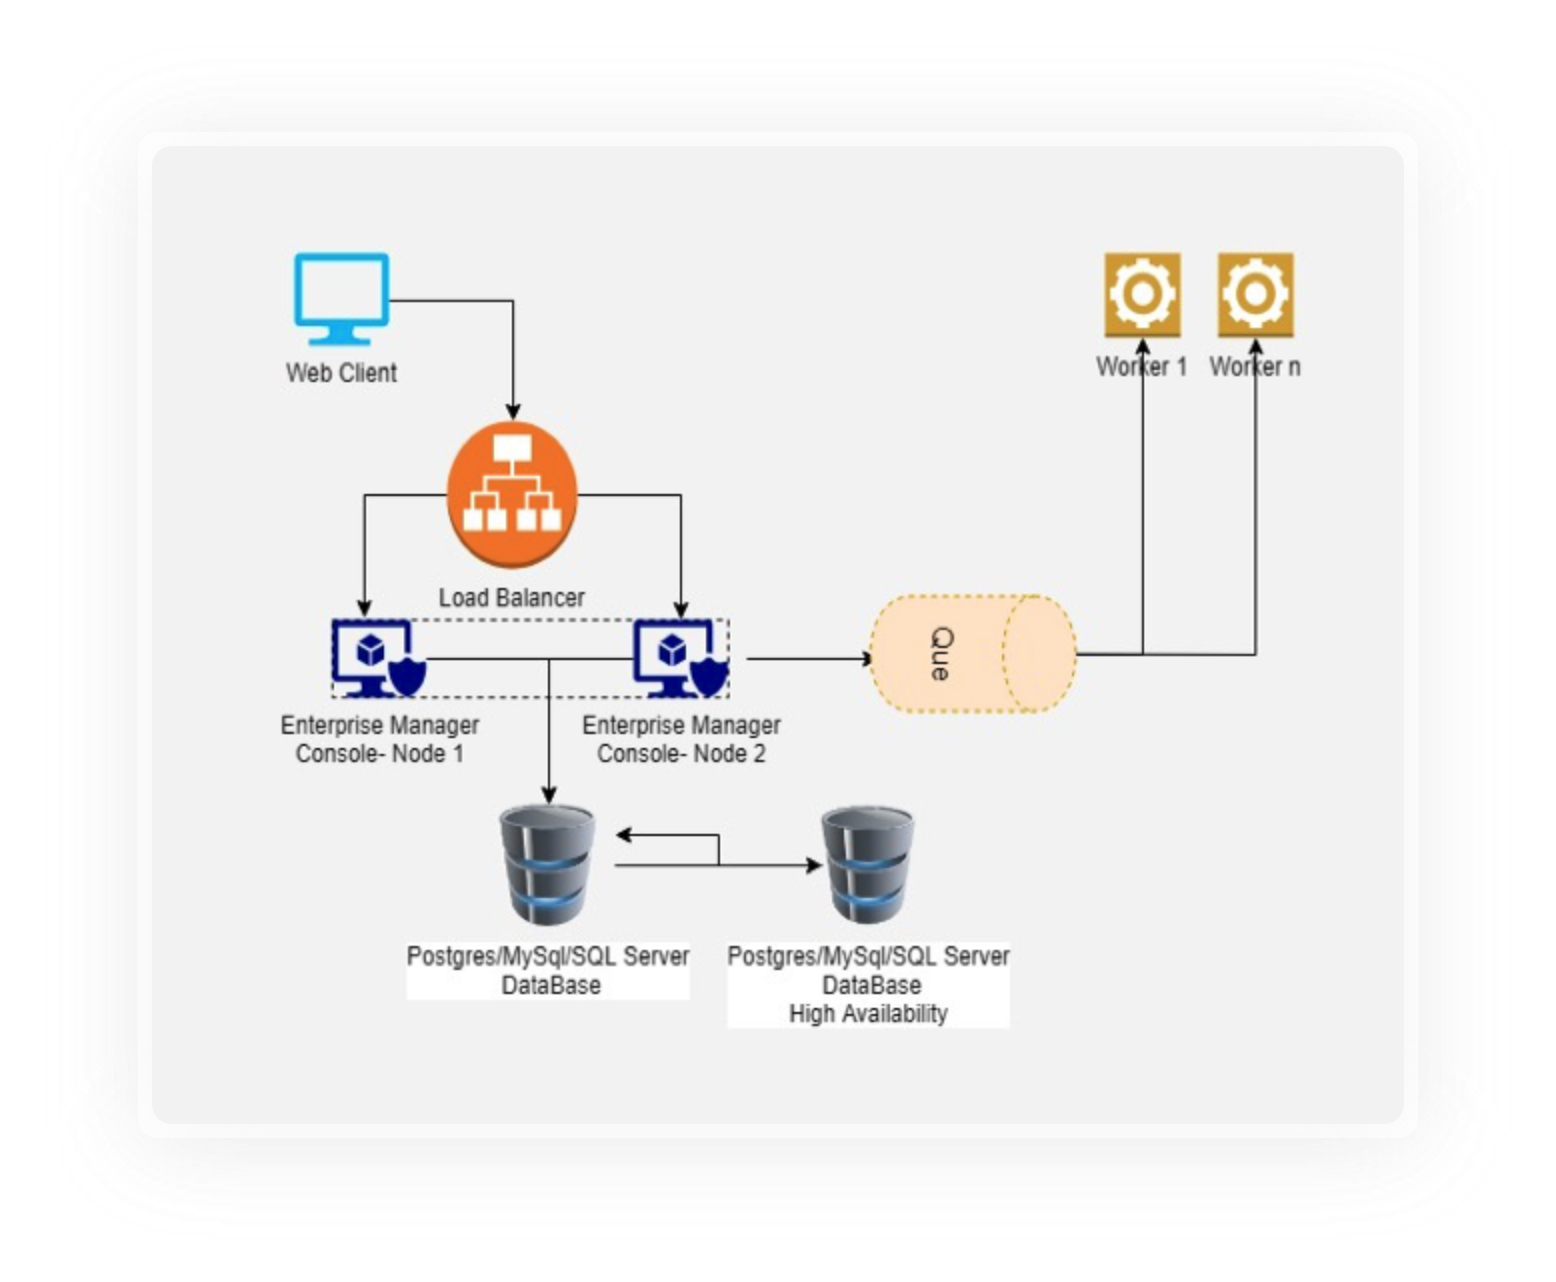 Web Client
Worker 1
Worker n
Load Balancer
Que
Enterprise Manager
Console- Node 1
Enterprise Manager
Console- Node 2
Postgres/MySql/SQL Server
DataBase
Postgres/MySql/SQL Server
DataBase
High Availability